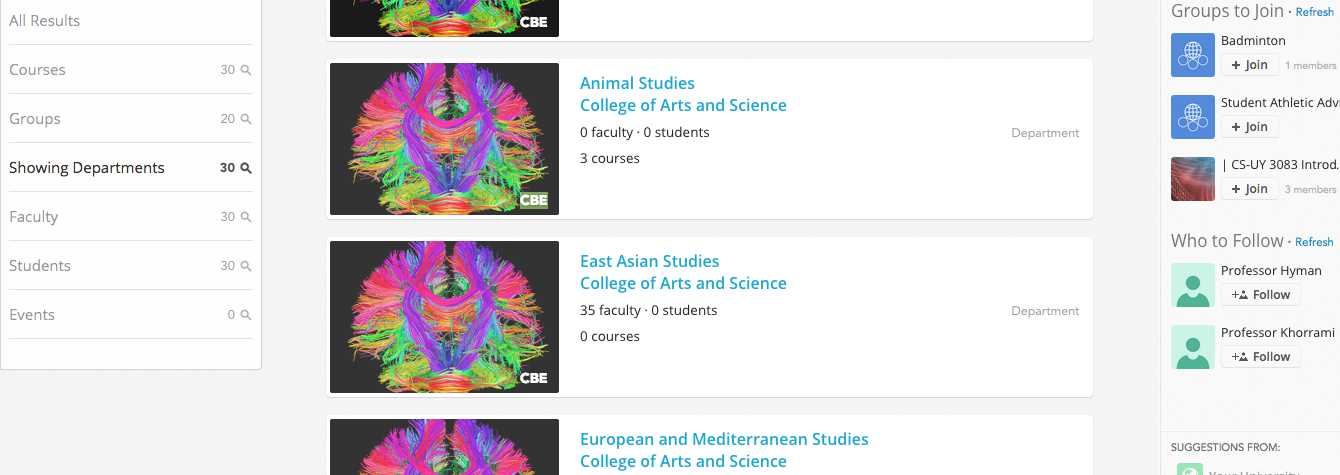 All Results
Courses 30
Groups 20
Showing Departments 30
Faculty 30
Students 30
Events 0
CBE
CBE
Animal Studies
College of Arts and Science
0 faculty · 0 students
Department
3 courses
CBE
East Asian Studies
College of Arts and Science
35 faculty · 0 students
Department
0 courses
European and Mediterranean Studies
College of Arts and Science
Groups to Join · Refresh
Badminton
+ Join 1 members
Student Athletic
+ Join
| CS-UY 3083 Introd.
+ Join 3 members
Who to Follow · Refresh
Professor Hyman
Follow
Professor Khorrami
Follow
SUGGESTIONS FROM:
Your University